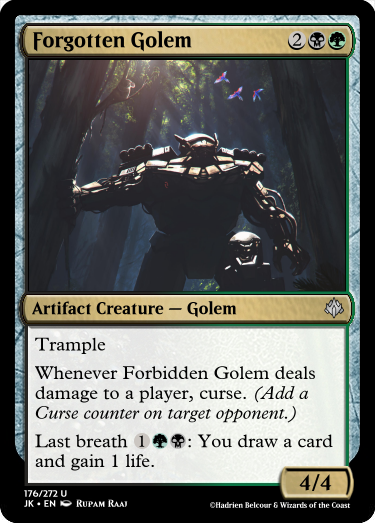 Forgotten Golem 2
Artifact Creature — Golem
Trample
Whenever Forbidden Golem deals
damage to a player, curse. (Add a
Curse counter on target opponent.)
Last breath 1: You draw a card
and gain 1 life.
4/4
176/272 U
JK • EN Rupam Raaj
©Hadrien Belcour & Wizards of the Coast